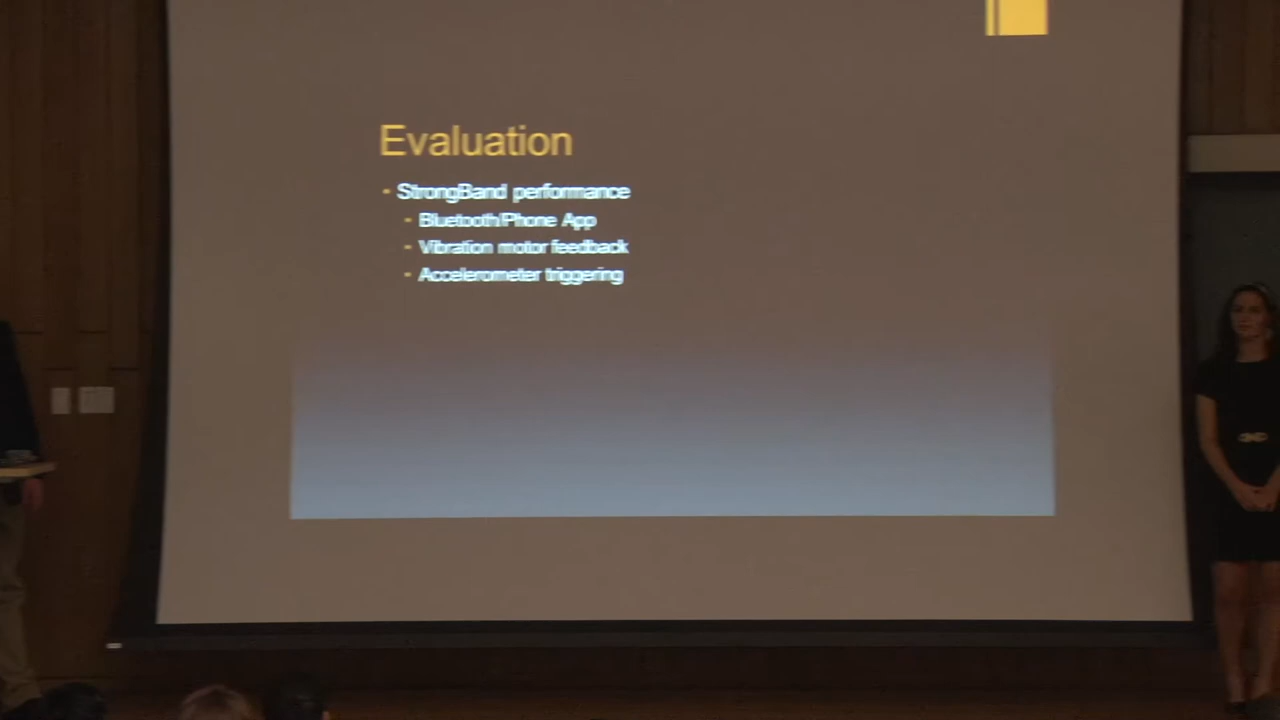 Evaluation
StrongBand performance
Bluetooth/Phone App
Vibration motor feedback
Accelerometer triggering